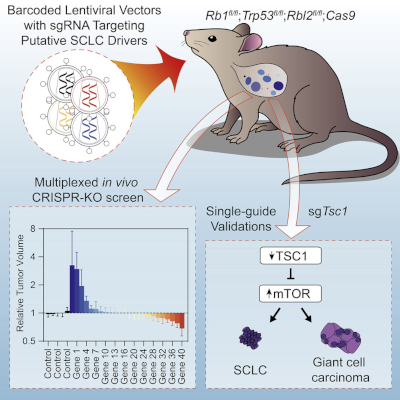 Barcoded Lentiviral Vectors
with sgRNA Targeting
Putative SCLC Drivers
Rb1fl/fl;Trp53fl/fl;Rbl2fl/fl;Cas9
Multiplexed in vivo
CRISPR-KO screen
Single-guide
Validations
sgTsc1
Relative Tumor Volume
8
4
2
1
0.5
Control
Control
Control
Gene 1
Gene 4
Gene 7
Gene 10
Gene 13
Gene 16
Gene 20
Gene 24
Gene 28
Gene 32
Gene 36
Gene 40
TSC1
mTOR
SCLC
Giant cell
carcinoma